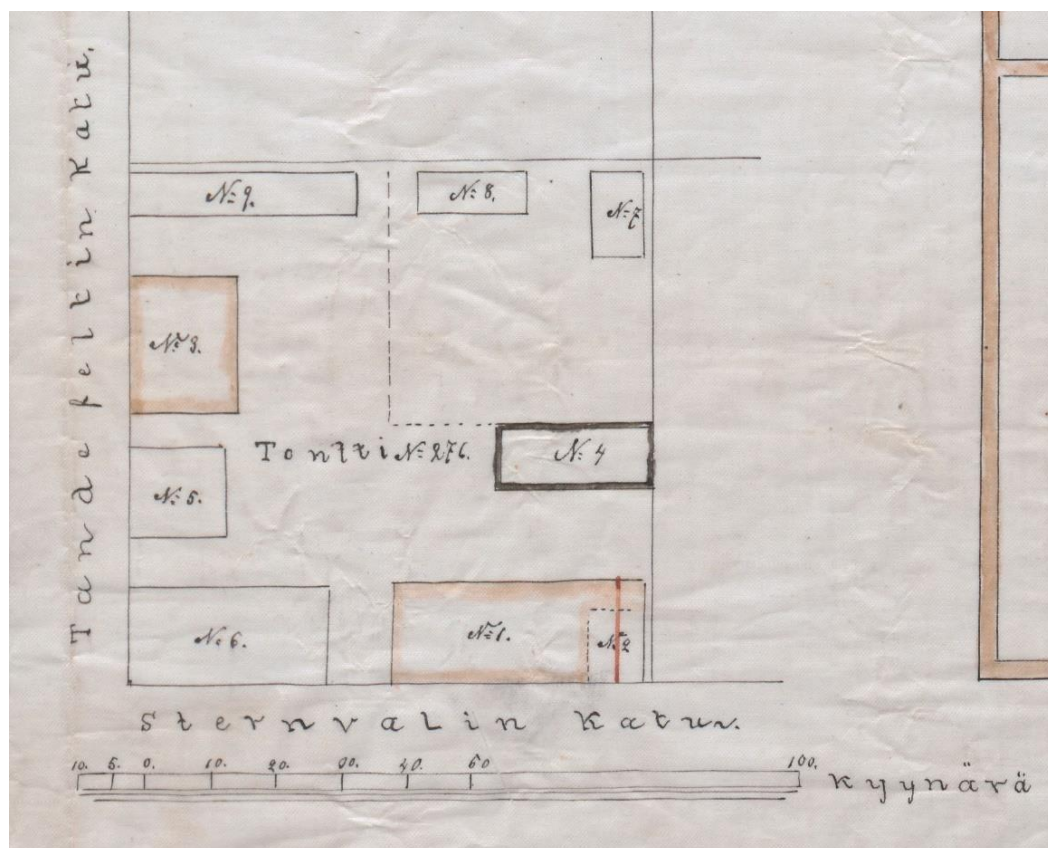 Tandefeltin Katu.
№ 9.
№ 8.
№ 7
№ 3.
Tontti № 276.
№ 4
№ 5.
№ 6.
№ 1.
№ 2
Sternvalin Katu.
10. 5. 0. 10. 20. 30. 40. 50 100. Kyynärä